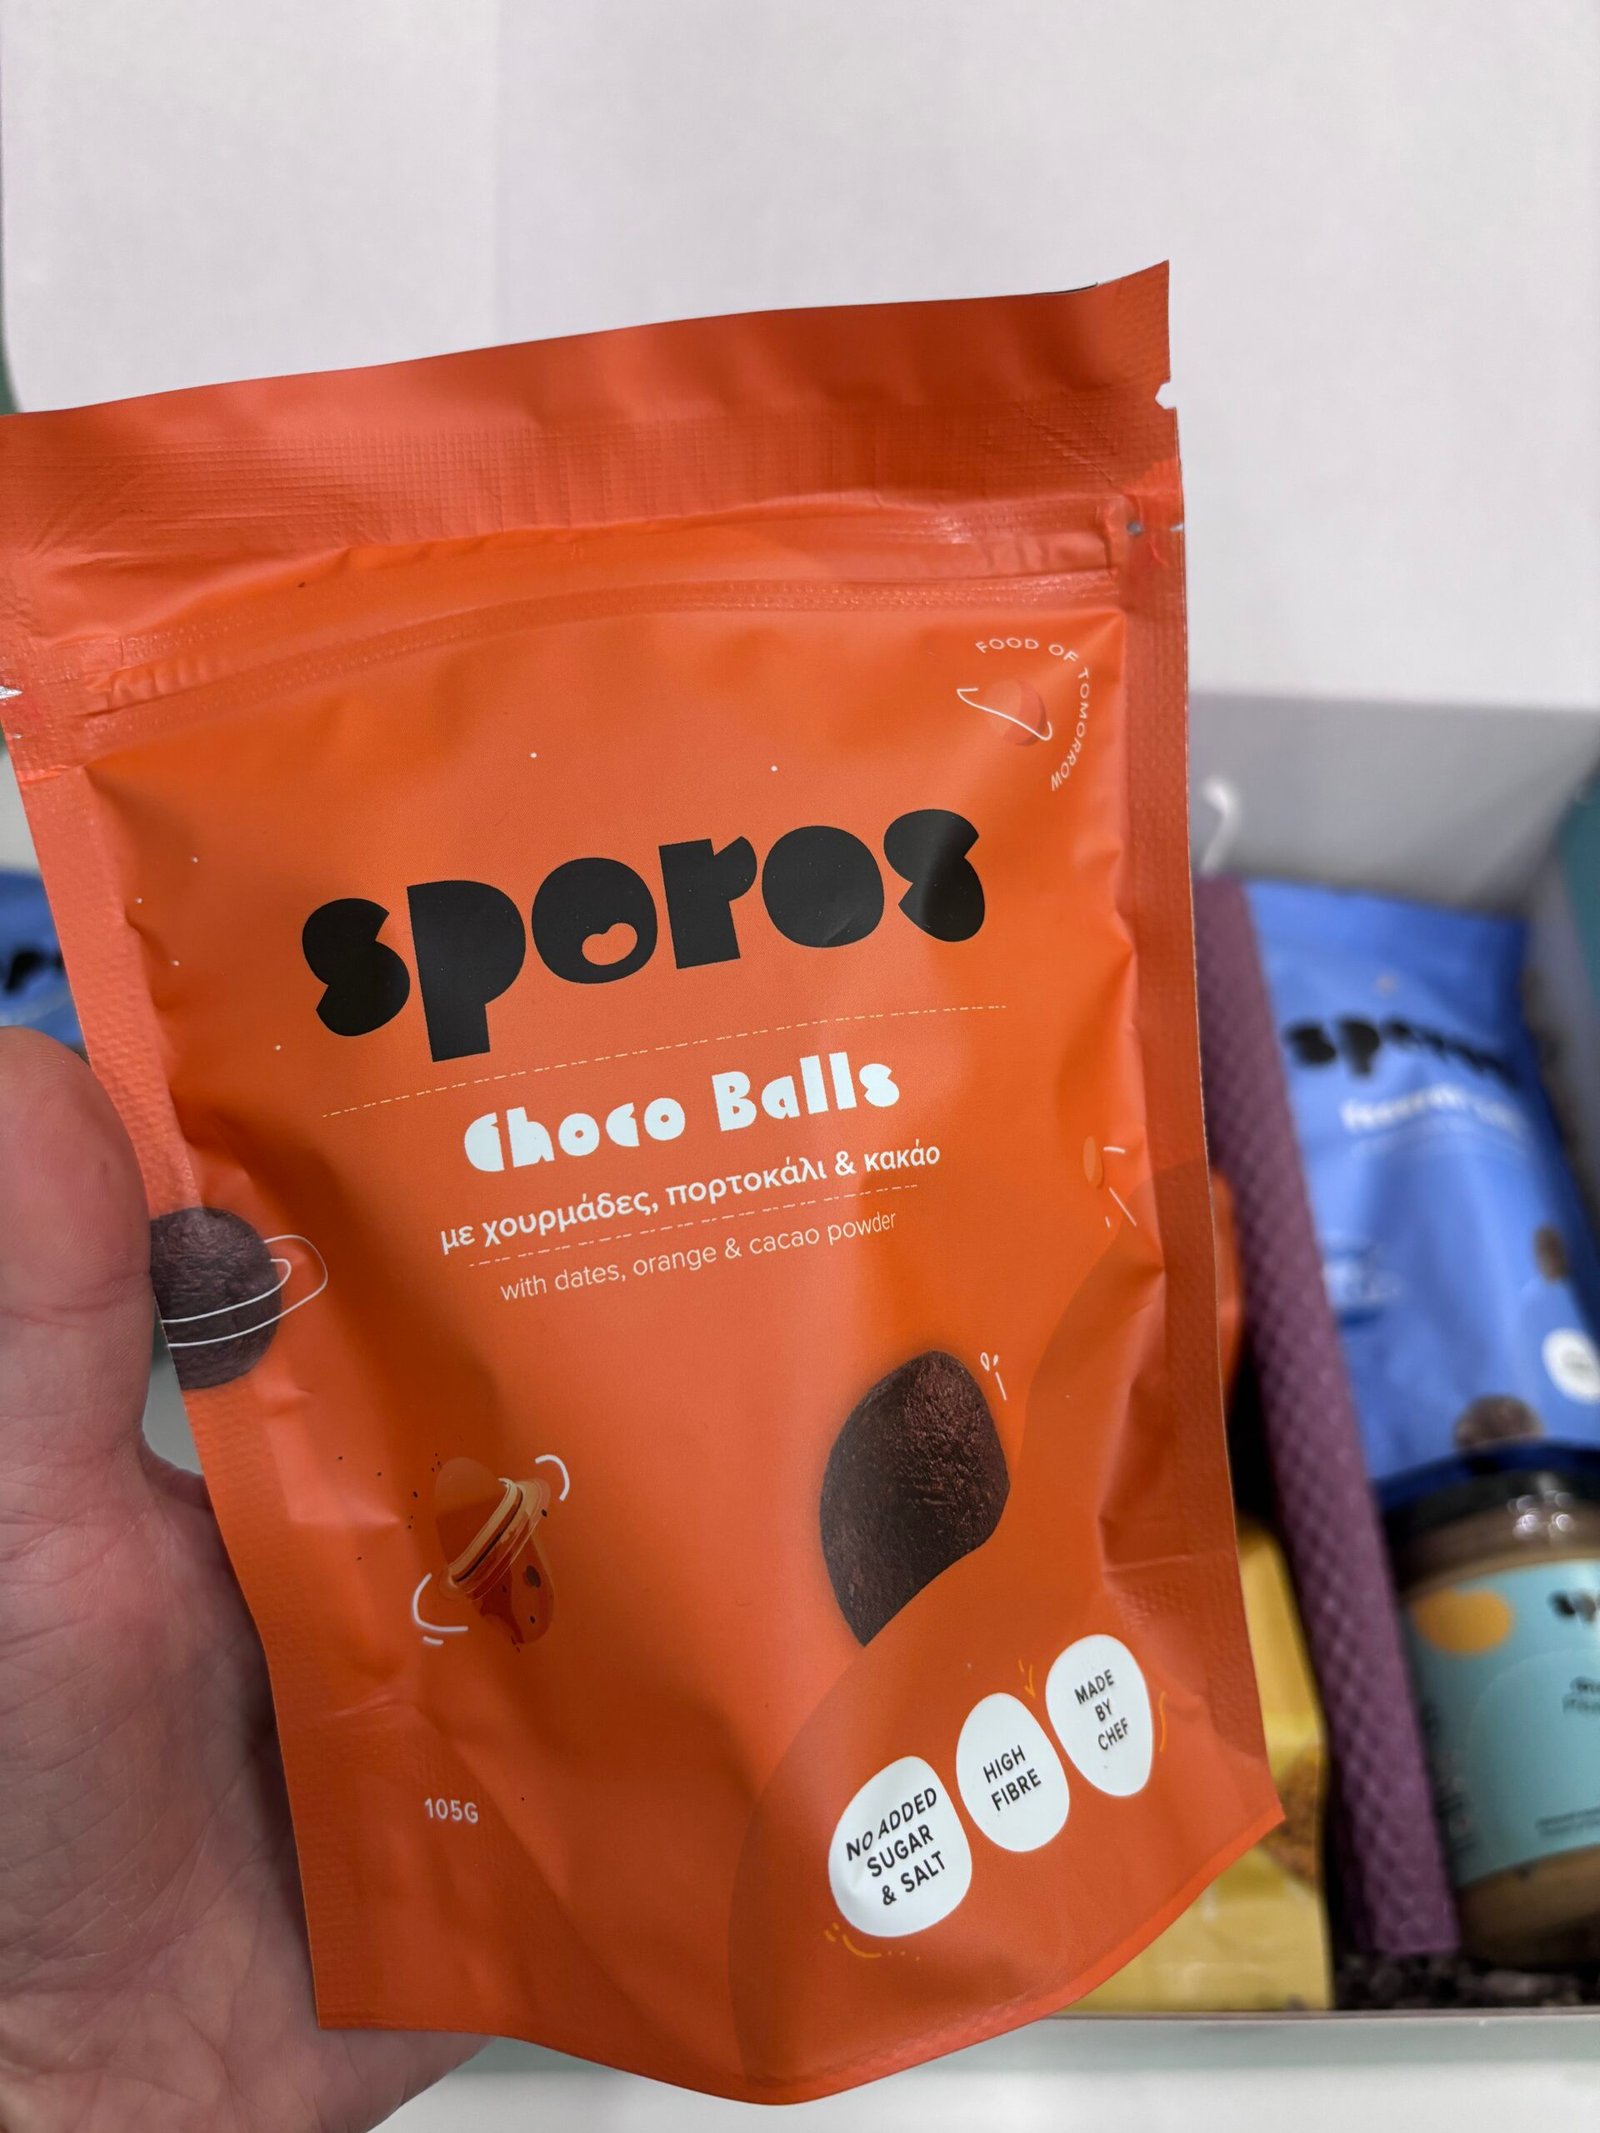 FOOD OF TOMORROW
sporos
Choco Balls
με χουρμάδες, πορτοκάλι & κακάο
with dates, orange & cacao powder
MADE
BY
CHEF
HIGH
FIBRE
NO ADDED
SUGAR
& SALT
105G
sporos